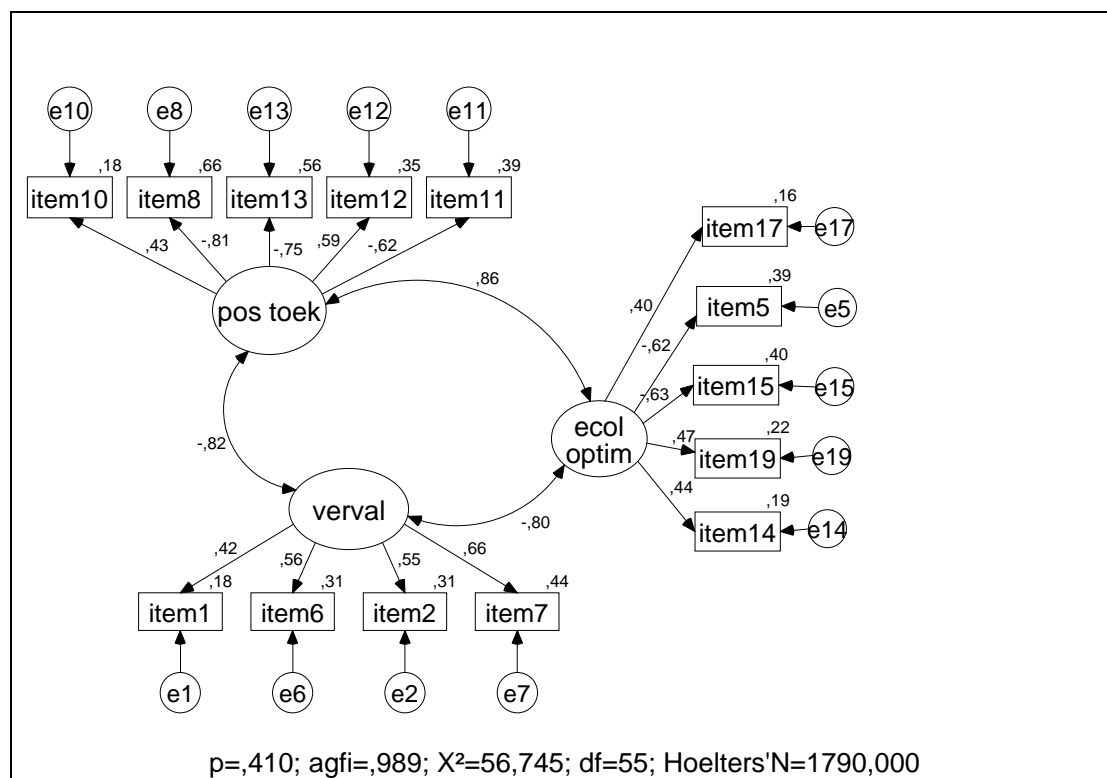 e10 e8 e13 e12 e11
,18 ,66 ,56 ,35 ,39
item10 item8 item13 item12 item11
,43 -,81 -,75 ,59 -,62
pos toek
,86
,16
item17 e17
,40
,39
item5 e5
-,62
,40
item15 e15
-,63
ecol
optim
,22
,47 item19 e19
,44
,19
item14 e14
-,82
-,80
verval
,42 ,56 ,55 ,66
,18 ,31 ,31 ,44
item1 item6 item2 item7
e1 e6 e2 e7
p=,410; agfi=,989; X²=56,745; df=55; Hoelters'N=1790,000